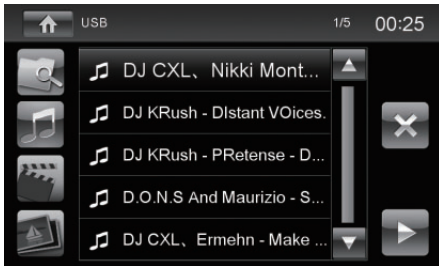 USB 1/5 00:25
DJ CXL、Nikki Mont...
DJ KRush - DIstant VOices.
DJ KRush - PRetense - D...
D.O.N.S And Maurizio - S...
DJ CXL、Ermehn - Make ...